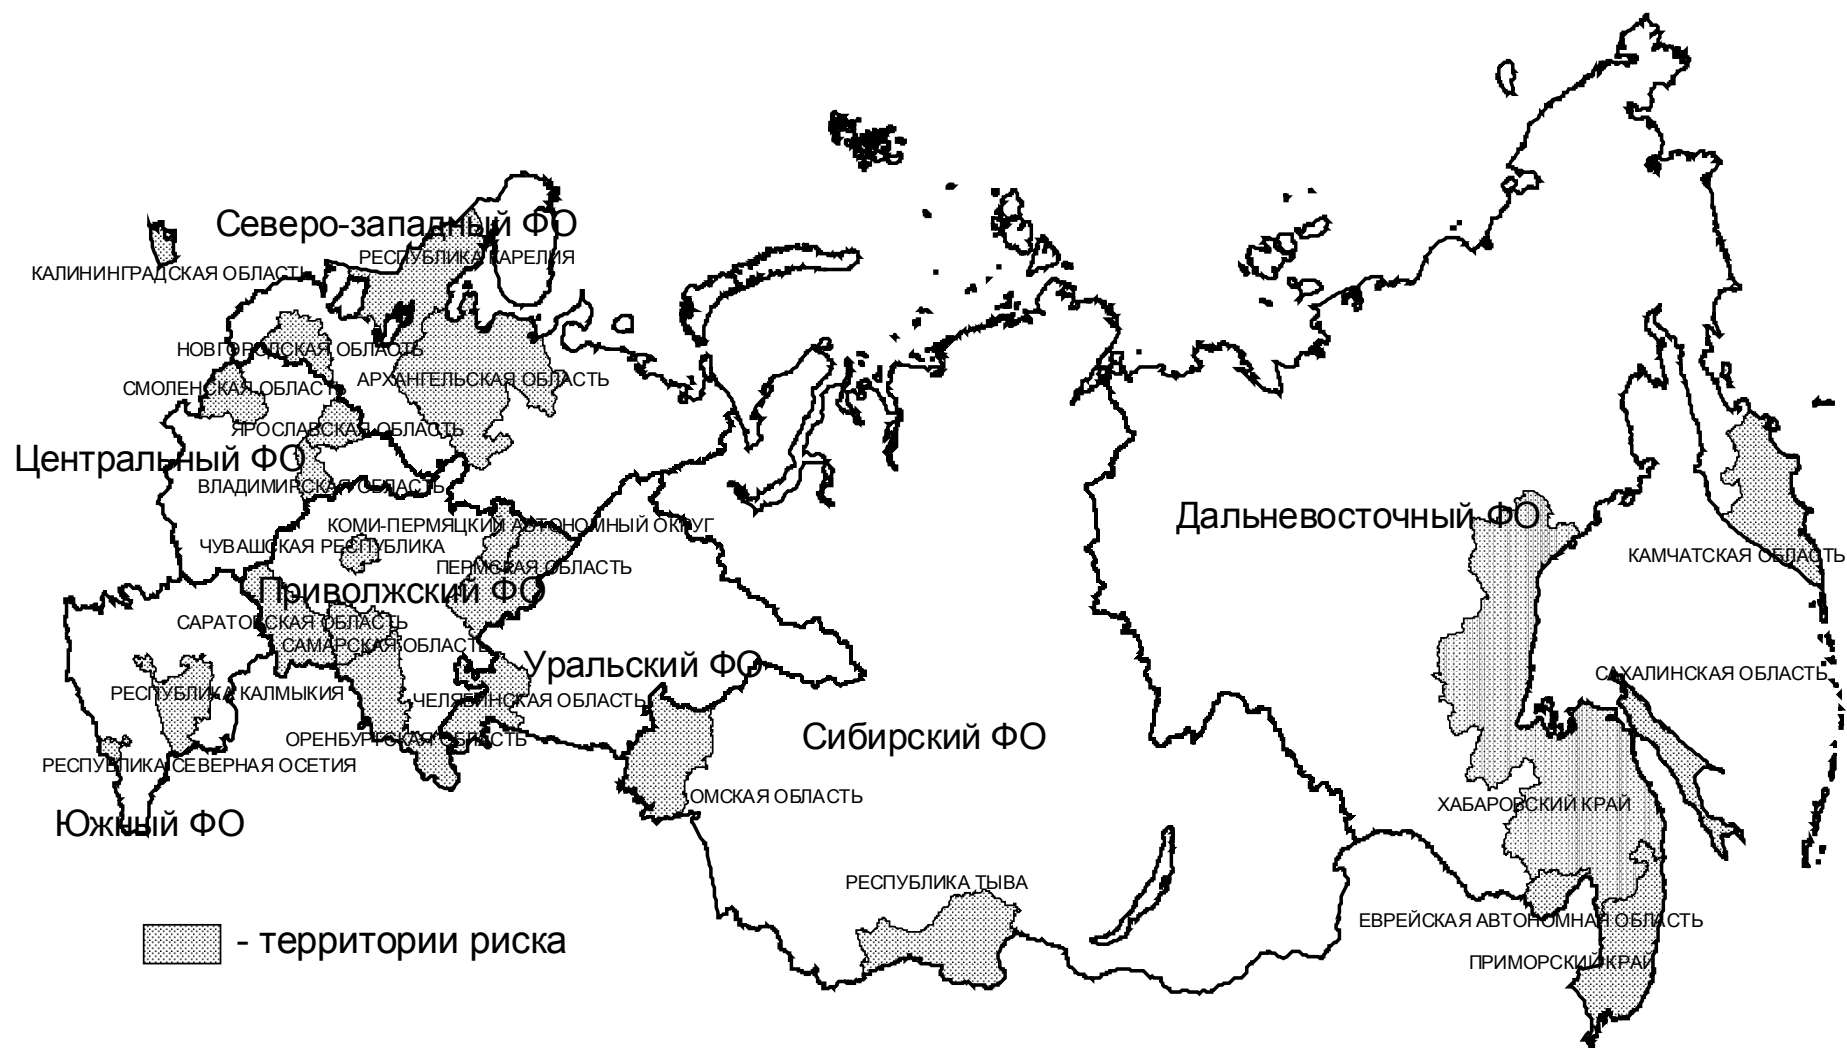 Северо-западный ФО
РЕСПУБЛИКА КАРЕЛИЯ
КАЛИНИНГРАДСКАЯ ОБЛАСТЬ
НОВГОРОДСКАЯ ОБЛАСТЬ
АРХАНГЕЛЬСКАЯ ОБЛАСТЬ
СМОЛЕНСКАЯ ОБЛАСТЬ
ЯРОСЛАВСКАЯ ОБЛАСТЬ
Центральный ФО
ВЛАДИМИРСКАЯ ОБЛАСТЬ
Дальневосточный ФО
КОМИ-ПЕРМЯЦКИЙ АВТОНОМНЫЙ ОКРУГ
ЧУВАШСКАЯ РЕСПУБЛИКА
КАМЧАТСКАЯ ОБЛАСТЬ
ПЕРМСКАЯ ОБЛАСТЬ
Приволжский ФО
САРАТОВСКАЯ ОБЛАСТЬ
САМАРСКАЯ ОБЛАСТЬ
Уральский ФО
САХАЛИНСКАЯ ОБЛАСТЬ
РЕСПУБЛИКА КАЛМЫКИЯ
ЧЕЛЯБИНСКАЯ ОБЛАСТЬ
ОРЕНБУРГСКАЯ ОБЛАСТЬ
Сибирский ФО
РЕСПУБЛИКА СЕВЕРНАЯ ОСЕТИЯ
ОМСКАЯ ОБЛАСТЬ
ХАБАРОВСКИЙ КРАЙ
Южный ФО
РЕСПУБЛИКА ТЫВА
ЕВРЕЙСКАЯ АВТОНОМНАЯ ОБЛАСТЬ
- территории риска
ПРИМОРСКИЙ КРАЙ